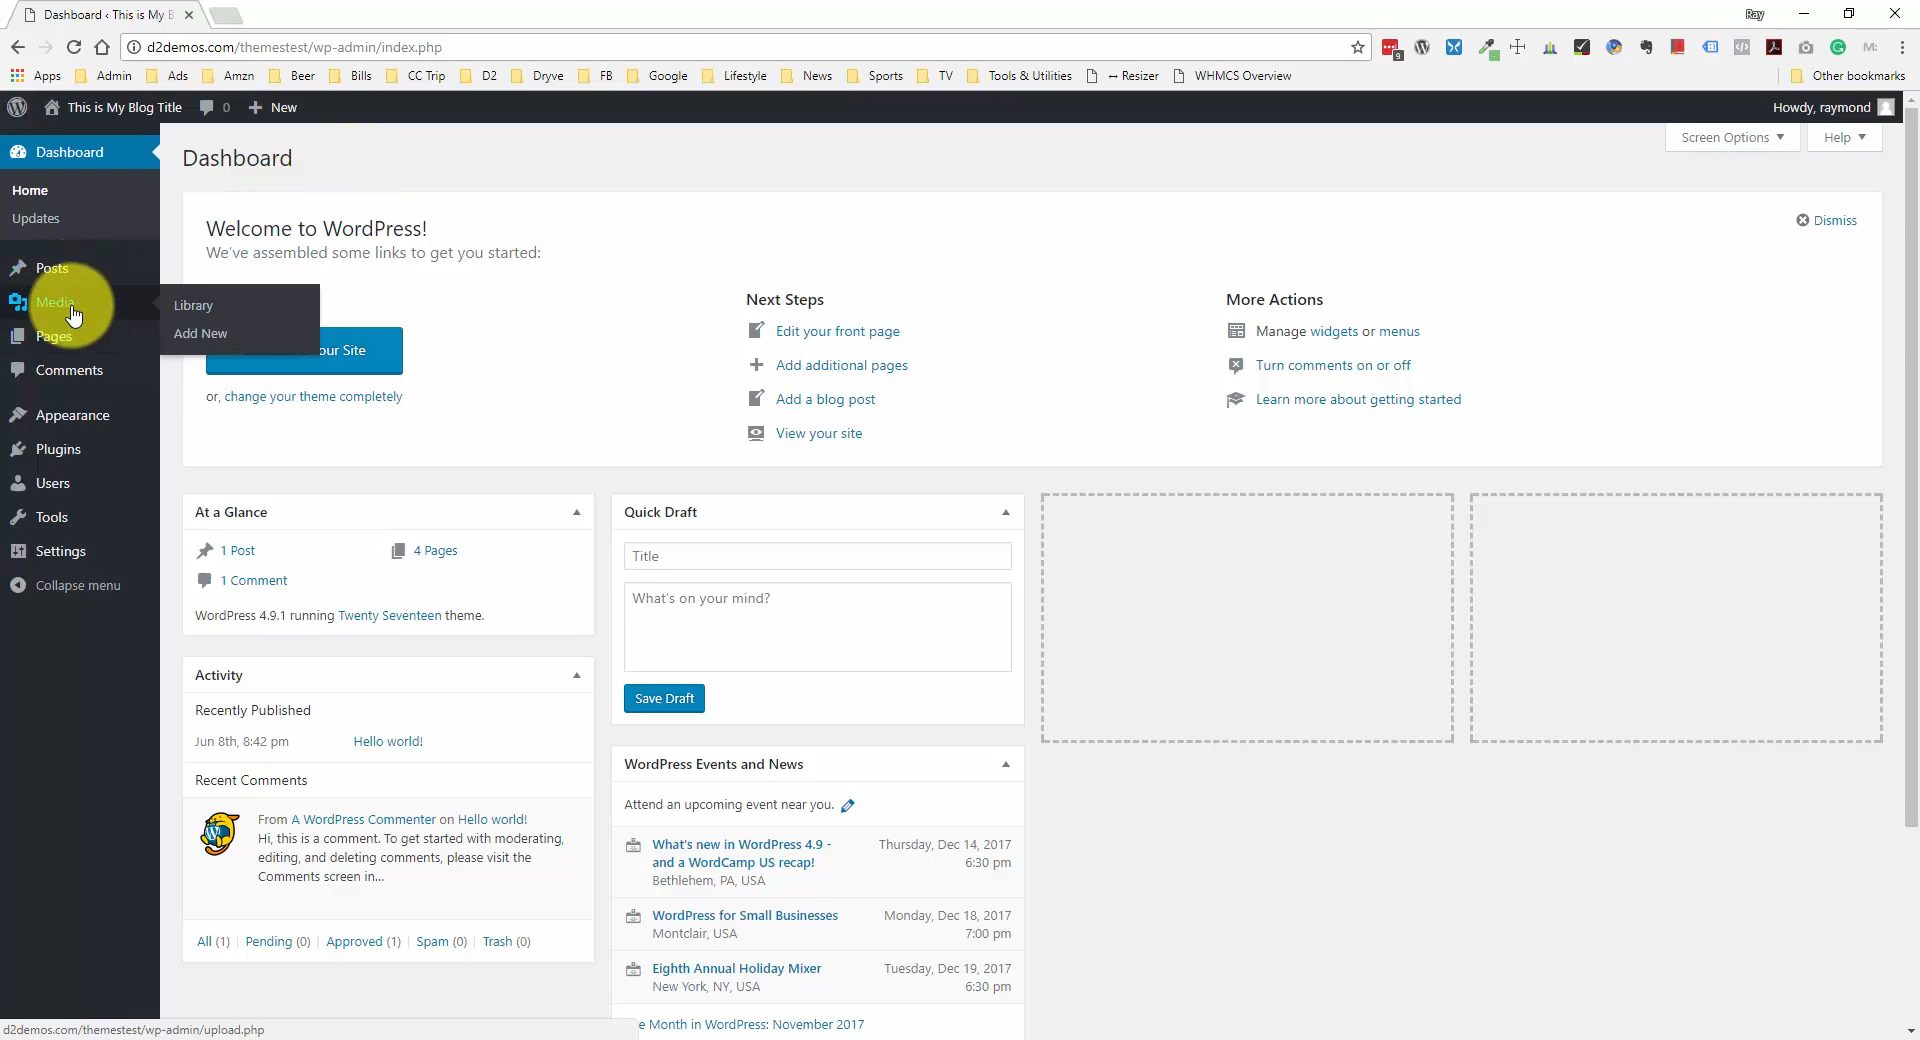 Dashboard ‹ This is My B
Ray
d2demos.com/themestest/wp-admin/index.php
9
M:
Apps Admin Ads Amzn Beer Bills CC Trip D2 Dryve FB Google Lifestyle News Sports TV Tools & Utilities ↔ Resizer WHMCS Overview Other bookmarks
This is My Blog Title 0 + New Howdy, raymond
Dashboard
Home
Updates
Posts
Media
Library
Add New
Pages
Comments
Appearance
Plugins
Users
Tools
Settings
Collapse menu
Screen Options Help
Dashboard
Welcome to WordPress!
Dismiss
We've assembled some links to get you started:
our Site
or, change your theme completely
Next Steps
Edit your front page
Add additional pages
Add a blog post
View your site
More Actions
Manage widgets or menus
Turn comments on or off
Learn more about getting started
At a Glance
1 Post 4 Pages
1 Comment
WordPress 4.9.1 running Twenty Seventeen theme.
Activity
Recently Published
Jun 8th, 8:42 pm Hello world!
Recent Comments
From A WordPress Commenter on Hello world!
Hi, this is a comment. To get started with moderating,
editing, and deleting comments, please visit the
Comments screen in...
All (1) | Pending (0) | Approved (1) | Spam (0) | Trash (0)
Quick Draft
Title
What's on your mind?
Save Draft
WordPress Events and News
Attend an upcoming event near you.
What's new in WordPress 4.9 - Thursday, Dec 14, 2017
and a WordCamp US recap! 6:30 pm
Bethlehem, PA, USA
WordPress for Small Businesses Monday, Dec 18, 2017
Montclair, USA 7:00 pm
Eighth Annual Holiday Mixer Tuesday, Dec 19, 2017
New York, NY, USA 6:30 pm
e Month in WordPress: November 2017
d2demos.com/themestest/wp-admin/upload.php